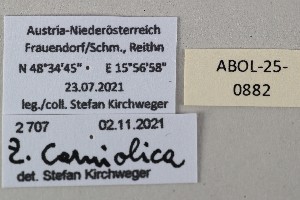 Austria-Niederösterreich
Frauendorf/Schm., Reithn
N 48°34'45" • E 15°56'58"
23.07.2021
leg./coll. Stefan Kirchweger
ABOL-25-
0882
2 707 02.11.2021
Z. Carniolica
det. Stefan Kirchweger